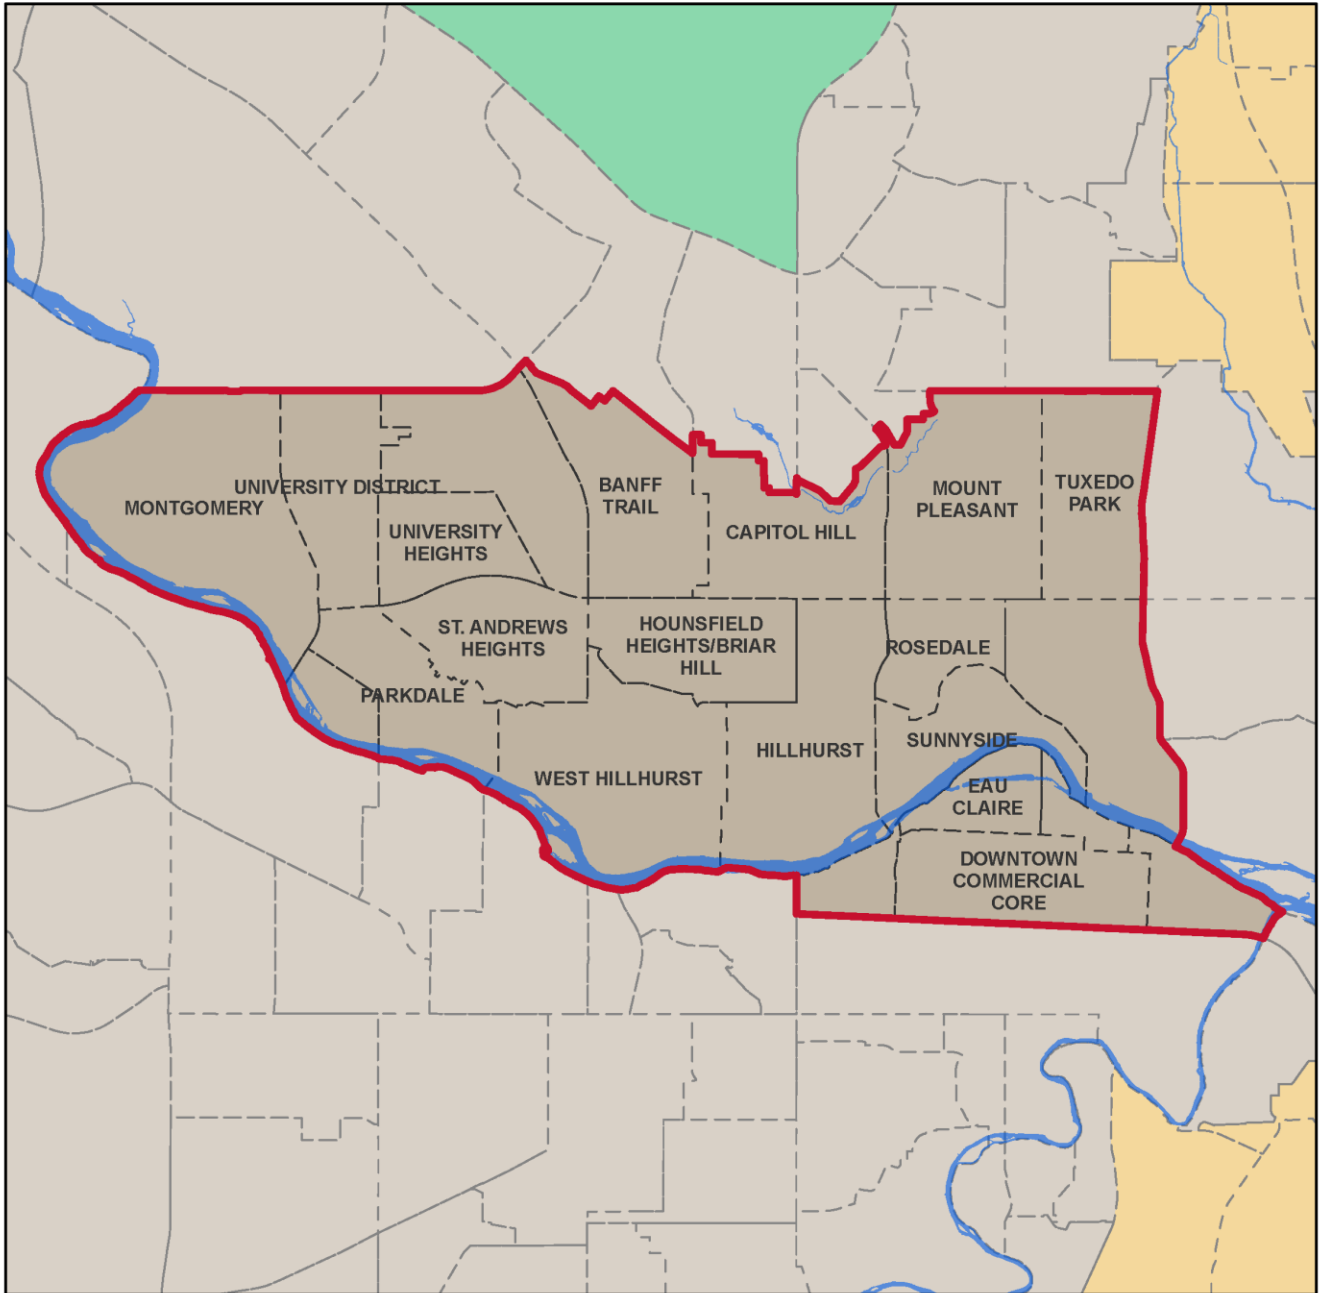 UNIVERSITY DISTRICT
MONTGOMERY
UNIVERSITY
HEIGHTS
BANFF
TRAIL
CAPITOL HILL
MOUNT
PLEASANT
TUXEDO
PARK
ST. ANDREWS
HEIGHTS
HOUNSFIELD
HEIGHTS/BRIAR
HILL
ROSEDALE
PARKDALE
WEST HILLHURST
HILLHURST
SUNNYSIDE
EAU
CLAIRE
DOWNTOWN
COMMERCIAL
CORE